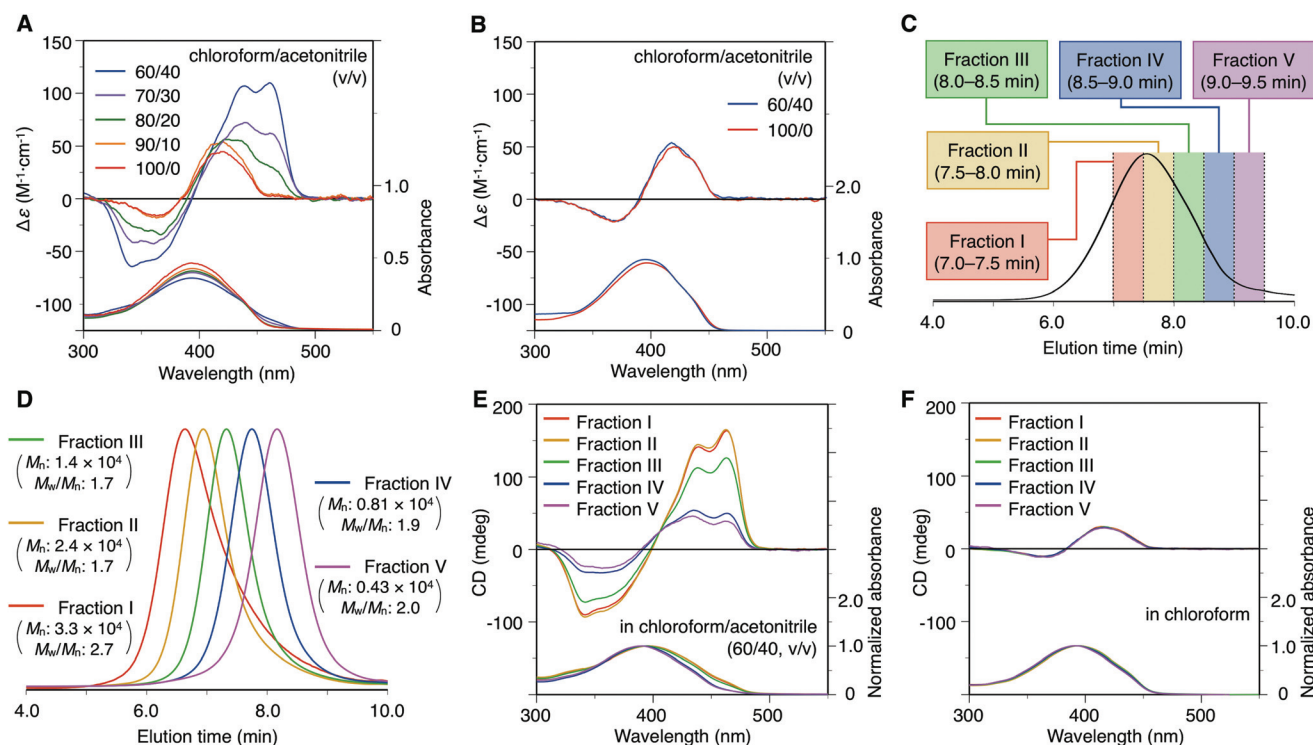 A
chloroform/acetonitrile
(v/v)
60/40
70/30
80/20
90/10
100/0
150
100
50
0
-50
-100
Δε (M⁻¹·cm⁻¹)
1.0
0.5
0
Absorbance
300
400
500
Wavelength (nm)
B
chloroform/acetonitrile
(v/v)
60/40
100/0
150
100
50
0
-50
-100
Δε (M⁻¹·cm⁻¹)
2.0
1.0
0
Absorbance
300
400
500
Wavelength (nm)
C
Fraction III
(8.0–8.5 min)
Fraction IV
(8.5–9.0 min)
Fraction V
(9.0–9.5 min)
Fraction II
(7.5–8.0 min)
Fraction I
(7.0–7.5 min)
4.0
6.0
8.0
10.0
Elution time (min)
D
Fraction III
(Mn: 1.4 × 10⁴
Mw/Mn: 1.7)
Fraction II
(Mn: 2.4 × 10⁴
Mw/Mn: 1.7)
Fraction I
(Mn: 3.3 × 10⁴
Mw/Mn: 2.7)
Fraction IV
(Mn: 0.81 × 10⁴
Mw/Mn: 1.9)
Fraction V
(Mn: 0.43 × 10⁴
Mw/Mn: 2.0)
4.0
6.0
8.0
10.0
Elution time (min)
E
Fraction I
Fraction II
Fraction III
Fraction IV
Fraction V
200
100
0
-100
CD (mdeg)
in chloroform/acetonitrile
(60/40, v/v)
2.0
1.0
0
Normalized absorbance
300
400
500
Wavelength (nm)
F
Fraction I
Fraction II
Fraction III
Fraction IV
Fraction V
200
100
0
-100
CD (mdeg)
in chloroform
2.0
1.0
0
Normalized absorbance
300
400
500
Wavelength (nm)